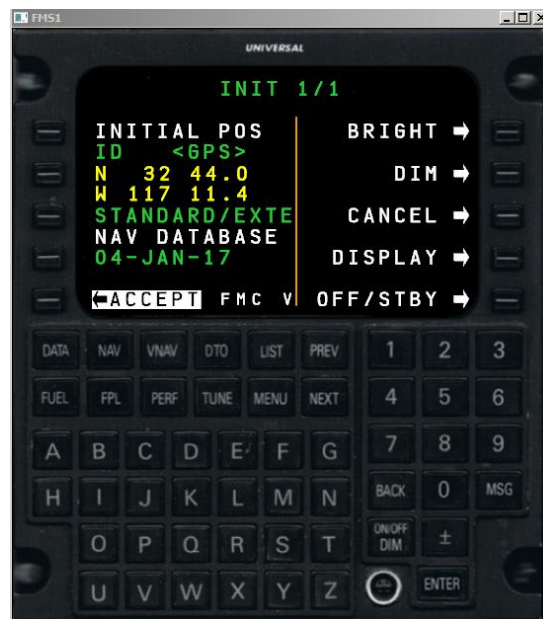 FMS1
UNIVERSAL
INIT 1/1
INITIAL POS BRIGHT
ID <GPS>
N 32 44.0 DIM
W 117 11.4
STANDARD/EXTE CANCEL
NAV DATABASE
04-JAN-17 DISPLAY
ACCEPT FMC V OFF/STBY
DATA NAV VNAV DTO LIST PREV 1 2 3
FUEL FPL PERF TUNE MENU NEXT 4 5 6
A B C D E F G 7 8 9
H I J K L M N BACK 0 MSG
O P Q R S T ON/OFF DIM ±
U V W X Y Z ENTER